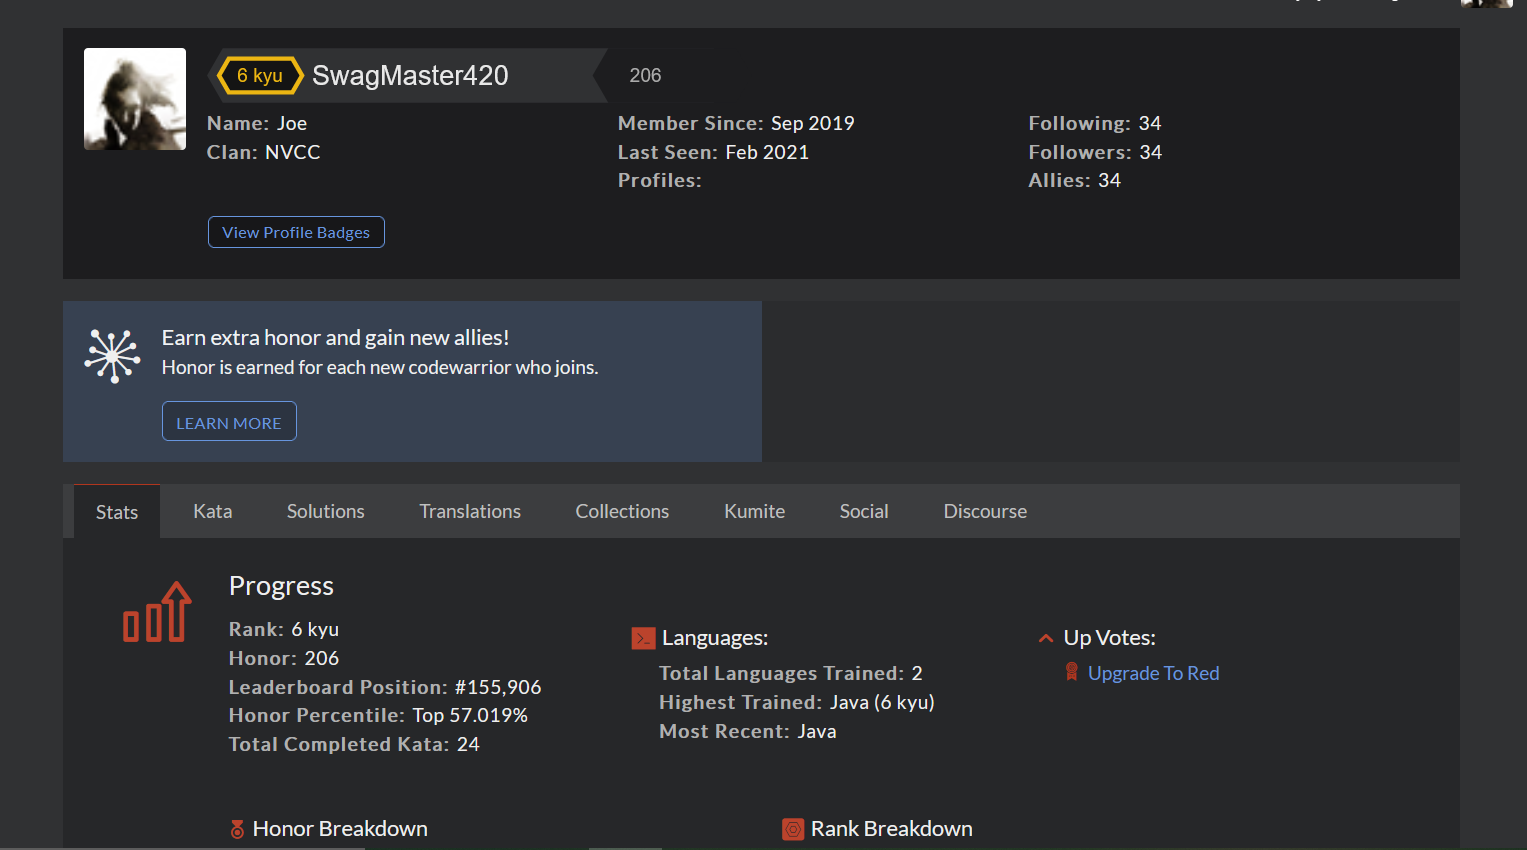 6 kyu SwagMaster420 206
Name: Joe
Clan: NVCC
Member Since: Sep 2019
Last Seen: Feb 2021
Profiles:
Following: 34
Followers: 34
Allies: 34
View Profile Badges
Earn extra honor and gain new allies!
Honor is earned for each new codewarrior who joins.
LEARN MORE
Stats Kata Solutions Translations Collections Kumite Social Discourse
Progress
Rank: 6 kyu
Honor: 206
Leaderboard Position: #155,906
Honor Percentile: Top 57.019%
Total Completed Kata: 24
Languages:
Total Languages Trained: 2
Highest Trained: Java (6 kyu)
Most Recent: Java
Up Votes:
Upgrade To Red
Honor Breakdown
Rank Breakdown